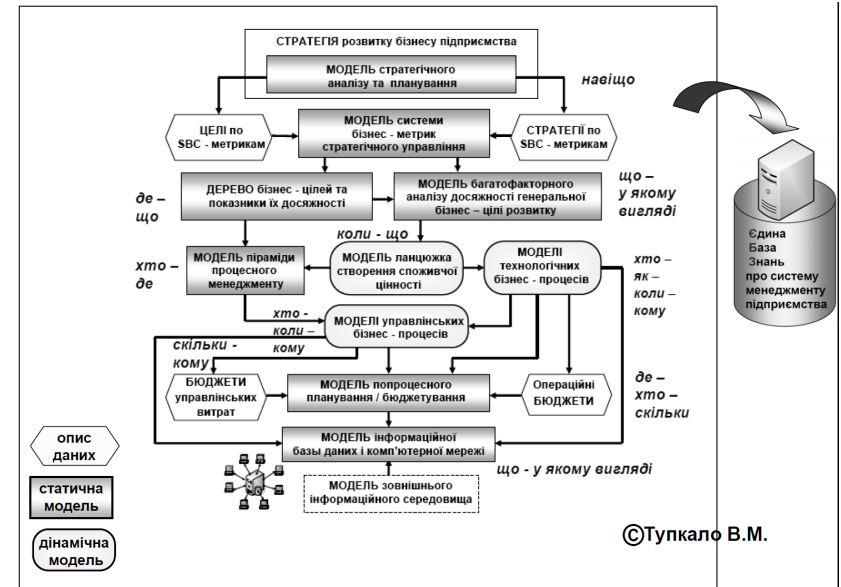 СТРАТЕГІЯ розвитку бізнесу підприємства
МОДЕЛЬ стратегічного
аналізу та планування
навіщо
ЦЕЛІ по
SBC - метрикам
МОДЕЛЬ системи
бізнес - метрик
стратегічного управління
СТРАТЕГІЇ по
SBC - метрикам
де –
що
ДЕРЕВО бізнес - цілей та
показники їх досяжності
МОДЕЛЬ багатофакторного
аналізу досяжності генеральної
бізнес – цілі розвитку
що –
у якому
вигляді
коли - що
хто –
де
МОДЕЛЬ піраміди
процесного
менеджменту
МОДЕЛЬ ланцюжка
створення споживчої
цінності
МОДЕЛІ
технологічних
бізнес - процесів
хто –
як –
коли –
кому
хто -
коли –
кому
МОДЕЛІ управлінських
бізнес - процесів
скільки -
кому
БЮДЖЕТИ
управлінських
витрат
МОДЕЛЬ попроцесного
планування / бюджетування
Операційні
БЮДЖЕТИ
де –
хто –
скільки
МОДЕЛЬ інформаційної
базы даних і комп'ютерної мережі
що - у якому вигляді
МОДЕЛЬ зовнішнього
інформаційного середовища
опис
даних
статична
модель
дінамічна
модель
Єдина
База
Знань
про систему
менеджменту
підприємства
©Тупкало В.М.